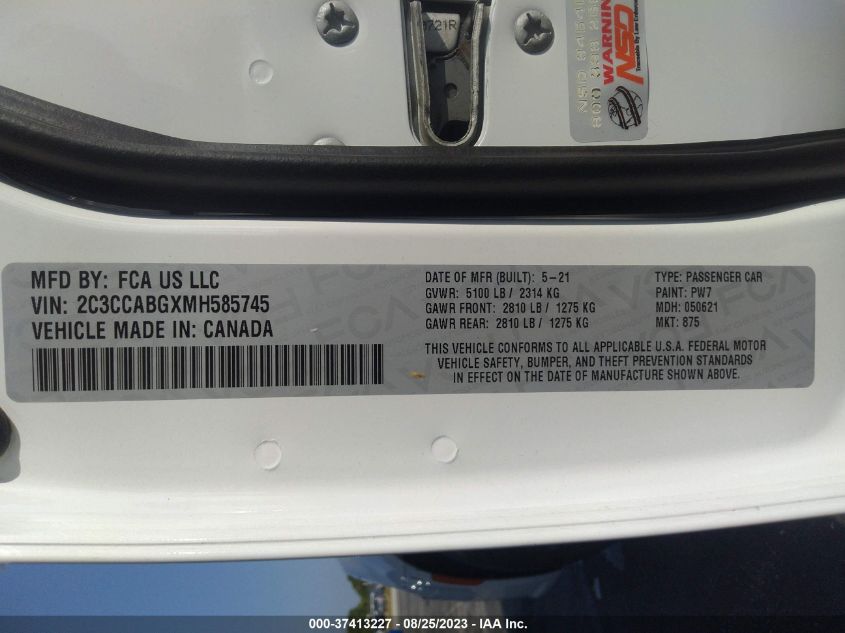 3721R
WARNING
NSD
MFD BY: FCA US LLC
VIN: 2C3CCABGXMH585745
VEHICLE MADE IN: CANADA
DATE OF MFR (BUILT): 5-21
GVWR: 5100 LB / 2314 KG
GAWR FRONT: 2810 LB / 1275 KG
GAWR REAR: 2810 LB / 1275 KG
TYPE: PASSENGER CAR
PAINT: PW7
MDH: 050621
MKT: 875
THIS VEHICLE CONFORMS TO ALL APPLICABLE U.S.A. FEDERAL MOTOR
VEHICLE SAFETY, BUMPER, AND THEFT PREVENTION STANDARDS
IN EFFECT ON THE DATE OF MANUFACTURE SHOWN ABOVE.
000-37413227 - 08/25/2023 - IAA Inc.